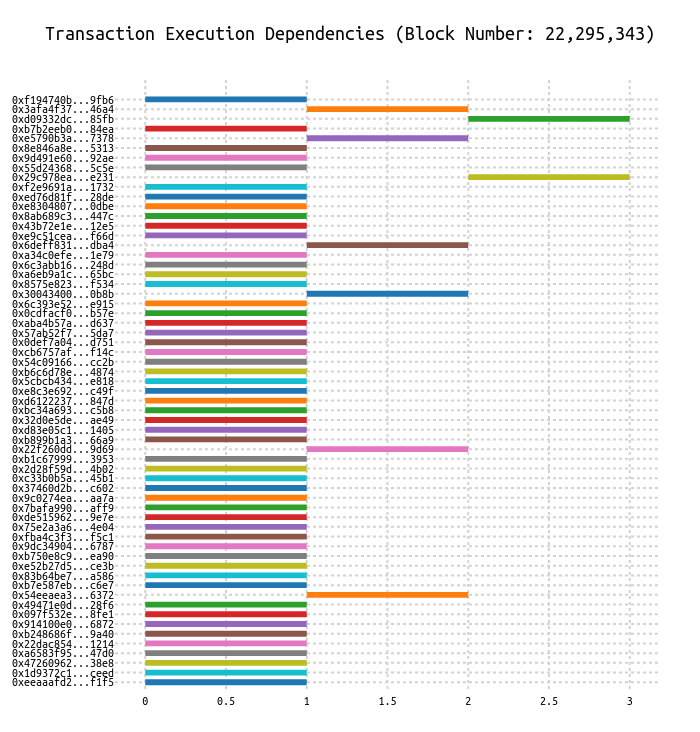 Transaction Execution Dependencies (Block Number: 22,295,343)
0xf194740b...9fb6
0x3afa4f37...46a4
0xd09332dc...85fb
0xb7b2eeb0...84ea
0xe5790b3a...7378
0x8e846a8e...5313
0x9d491e60...92ae
0x55d24368...5c5e
0x29c978ea...e231
0xf2e9691a...1732
0xed76d81f...28de
0xe8304807...0dbe
0x8ab689c3...447c
0x43b72e1e...12e5
0xe9c51cea...f66d
0x6deff831...dba4
0xa34c0efe...1e79
0x6c3abb16...248d
0xa6eb9a1c...65bc
0x8575e823...f534
0x30043400...0b8b
0x6c393e52...e915
0x0cdfacf0...b57e
0xaba4b57a...d637
0x57ab52f7...5da7
0x0def7a04...d751
0xcb6757af...f14c
0x54c09166...cc2b
0xb6c6d78e...4874
0x5cbcb434...e818
0xe8c3e692...c49f
0xd6122237...847d
0xbc34a693...c5b8
0x32d0e5de...ae49
0xd83e05c1...1405
0xb899b1a3...66a9
0x22f260dd...9d69
0xb1c67999...3953
0x2d28f59d...4b02
0xc33b0b5a...45b1
0x37460d2b...c602
0x9c0274ea...aa7a
0x7bafa990...aff9
0xde515962...9e7e
0x75e2a3a6...4e04
0xfba4c3f3...f5c1
0x9dc34904...6787
0xb750e8c9...ea90
0xe52b27d5...ce3b
0x83b64be7...a586
0xb7e587eb...c6e7
0x54eeaea3...6372
0x49471e0d...28f6
0x097f532e...8fe1
0x914100e0...6872
0xb248686f...9a40
0x22dac854...1214
0xa6583f95...47d0
0x47260962...38e8
0x1d9372c1...ceed
0xeeaaafd2...f1f5
0 0.5 1 1.5 2 2.5 3